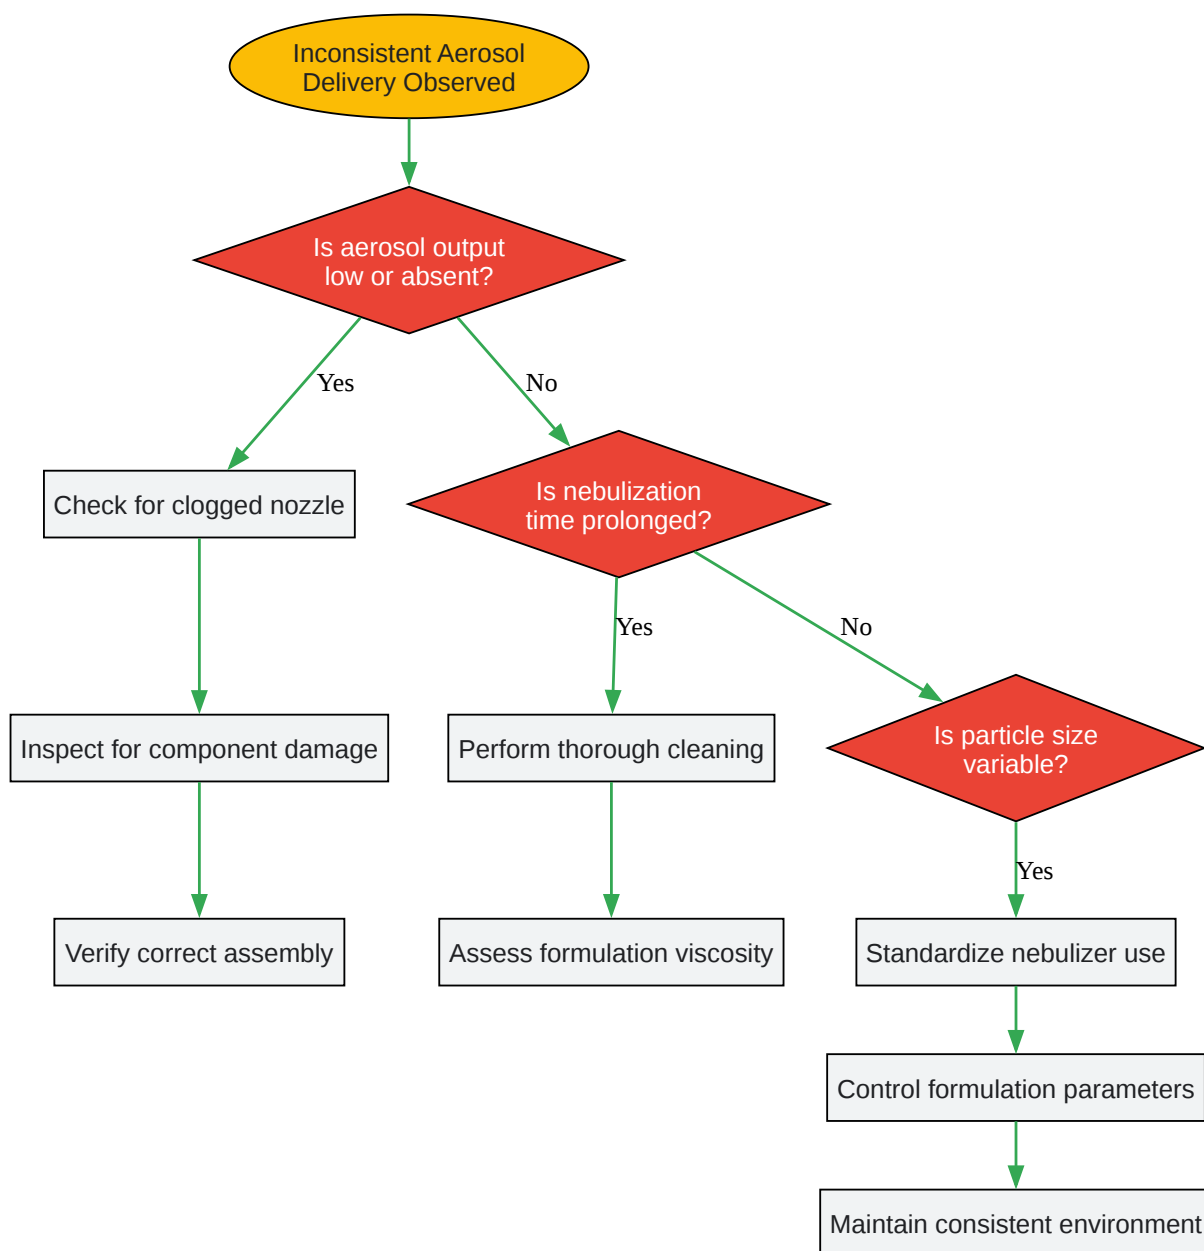 Inconsistent Aerosol
Delivery Observed
Is aerosol output
low or absent?
Yes
No
Check for clogged nozzle
Is nebulization
time prolonged?
Yes
No
Inspect for component damage
Perform thorough cleaning
Is particle size
variable?
Yes
Verify correct assembly
Assess formulation viscosity
Standardize nebulizer use
Control formulation parameters
Maintain consistent environment